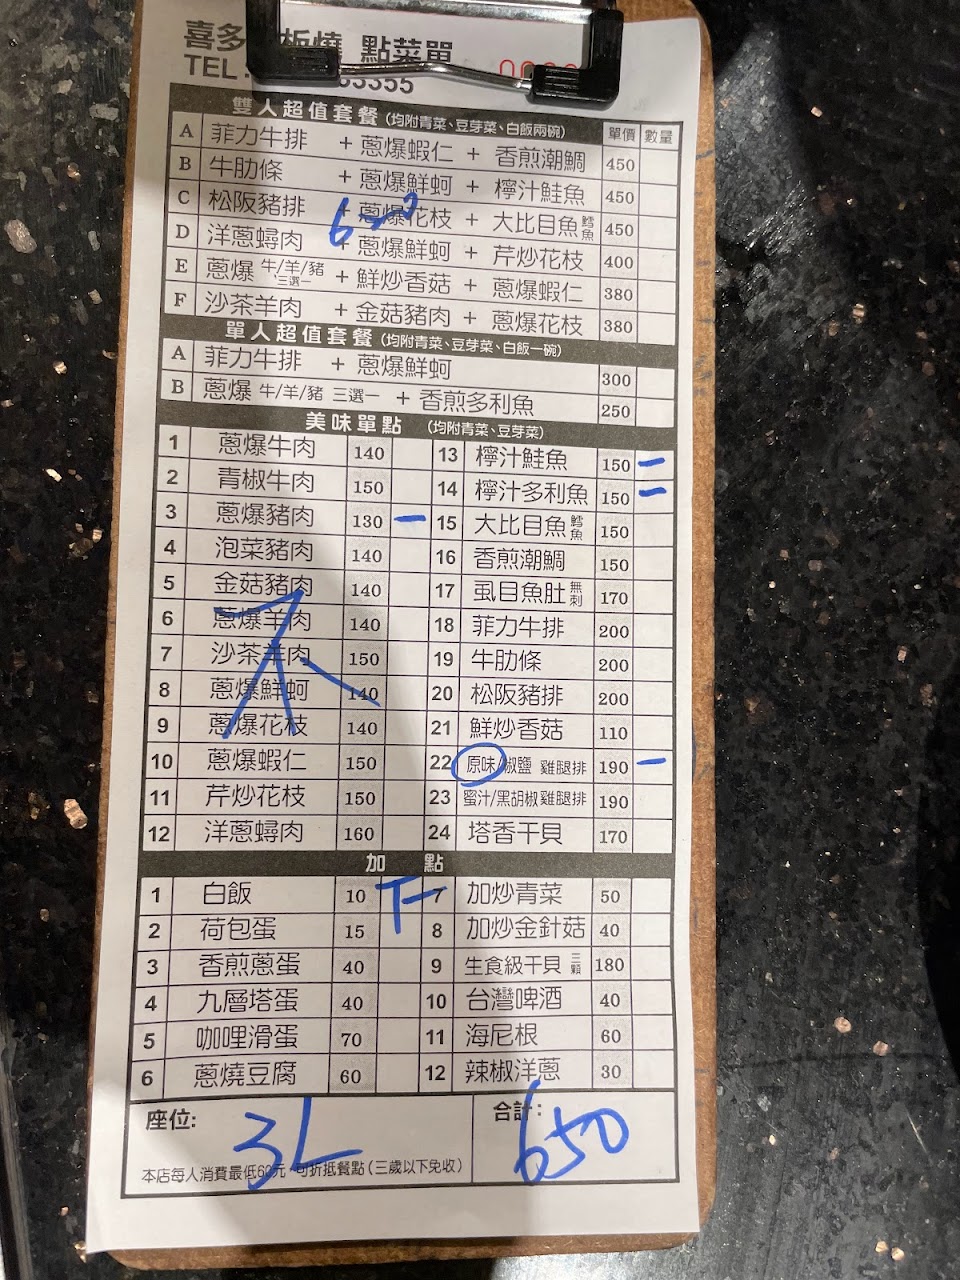 喜多 板燒 點菜單
TEL: 55355
雙人超值套餐(均附青菜、豆芽菜、白飯兩碗) 單價 數量
A 菲力牛排 + 蔥爆蝦仁 + 香煎潮鯛 450
B 牛肋條 + 蔥爆鮮蚵 + 檸汁鮭魚 450
C 松阪豬排 + 蔥爆花枝 + 大比目魚 鱈魚 450
D 洋蔥蟳肉 + 蔥爆鮮蚵 + 芹炒花枝 400
E 蔥爆 牛/羊/豬 三選一 + 鮮炒香菇 + 蔥爆蝦仁 380
F 沙茶羊肉 + 金菇豬肉 + 蔥爆花枝 380
單人超值套餐(均附青菜、豆芽菜、白飯一碗)
A 菲力牛排 + 蔥爆鮮蚵 300
B 蔥爆 牛/羊/豬 三選一 + 香煎多利魚 250
美味單點 (均附青菜、豆芽菜)
1 蔥爆牛肉 140 13 檸汁鮭魚 150 一
2 青椒牛肉 150 14 檸汁多利魚 150 一
3 蔥爆豬肉 130 一 15 大比目魚 鱈魚 150
4 泡菜豬肉 140 16 香煎潮鯛 150
5 金菇豬肉 140 17 虱目魚肚 無刺 170
6 蔥爆羊肉 140 18 菲力牛排 200
7 沙茶羊肉 150 19 牛肋條 200
8 蔥爆鮮蚵 140 20 松阪豬排 200
9 蔥爆花枝 140 21 鮮炒香菇 110
10 蔥爆蝦仁 150 22 原味/椒鹽 雞腿排 190 一
11 芹炒花枝 150 23 蜜汁/黑胡椒雞腿排 190
12 洋蔥蟳肉 160 24 塔香干貝 170
加點
1 白飯 10 7 加炒青菜 50
2 荷包蛋 15 8 加炒金針菇 40
3 香煎蔥蛋 40 9 生食級干貝 三顆 180
4 九層塔蛋 40 10 台灣啤酒 40
5 咖哩滑蛋 70 11 海尼根 60
6 蔥燒豆腐 60 12 辣椒洋蔥 30
座位: 3L 合計: 650
本店每人消費最低60元,可折抵餐點(三歲以下免收)